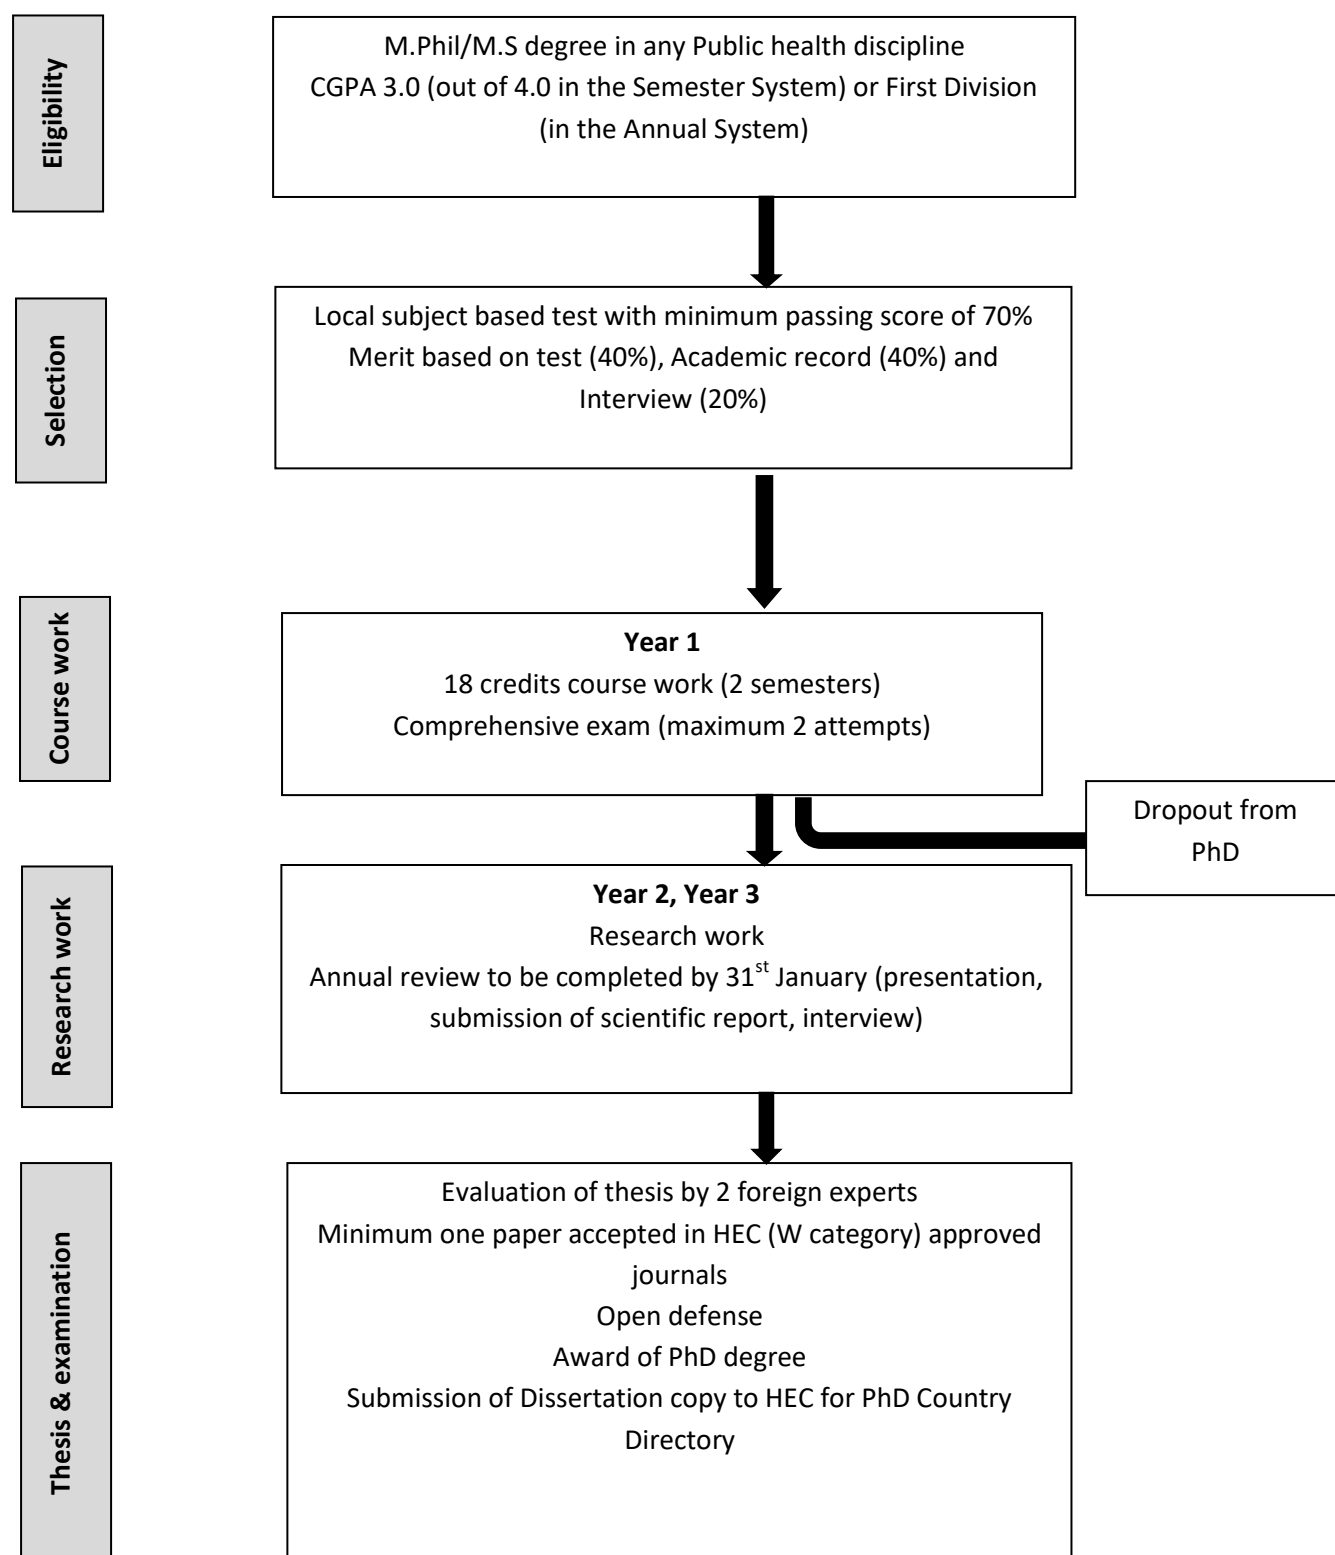 Eligibility
M.Phil/M.S degree in any Public health discipline
CGPA 3.0 (out of 4.0 in the Semester System) or First Division
(in the Annual System)
Selection
Local subject based test with minimum passing score of 70%
Merit based on test (40%), Academic record (40%) and
Interview (20%)
Course work
Year 1
18 credits course work (2 semesters)
Comprehensive exam (maximum 2 attempts)
Dropout from
PhD
Research work
Year 2, Year 3
Research work
Annual review to be completed by 31st January (presentation,
submission of scientific report, interview)
Thesis & examination
Evaluation of thesis by 2 foreign experts
Minimum one paper accepted in HEC (W category) approved
journals
Open defense
Award of PhD degree
Submission of Dissertation copy to HEC for PhD Country
Directory